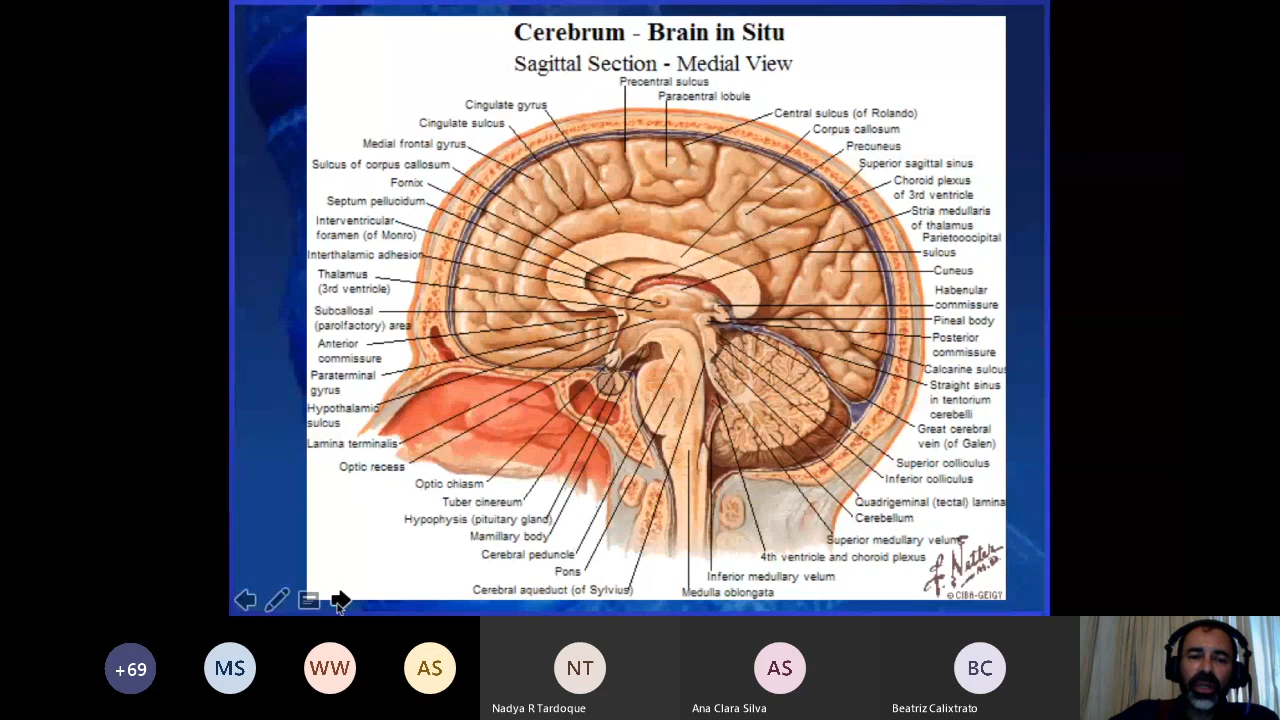 Cerebrum - Brain in Situ
Sagittal Section - Medial View
Precentral sulcus
Paracentral lobule
Cingulate gyrus
Cingulate sulcus
Medial frontal gyrus
Sulcus of corpus callosum
Fornix
Septum pellucidum
Interventricular
foramen (of Monro)
Interthalamic adhesion
Thalamus
(3rd ventricle)
Subcallosal
(parolfactory) area
Anterior
commissure
Paraterminal
gyrus
Hypothalamic
sulcus
Lamina terminalis
Optic recess
Optic chiasm
Tuber cinereum
Hypophysis (pituitary gland)
Mamillary body
Cerebral peduncle
Pons
Cerebral aqueduct (of Sylvius)
Central sulcus (of Rolando)
Corpus callosum
Precuneus
Superior sagittal sinus
Choroid plexus
of 3rd ventricle
Stria medullaris
of thalamus
Parietooccipital
sulcus
Cuneus
Habenular
commissure
Pineal body
Posterior
commissure
Calcarine sulcus
Straight sinus
in tentorium
cerebelli
Great cerebral
vein (of Galen)
Superior colliculus
Inferior colliculus
Quadrigeminal (tectal) lamina
Cerebellum
Superior medullary velum
4th ventricle and choroid plexus
Inferior medullary velum
Medulla oblongata
F. Netter
M.D.
© CIBA-GEIGY
+69
MS
WW
AS
NT
AS
BC
Nadya R Tardoque
Ana Clara Silva
Beatriz Calixtrato